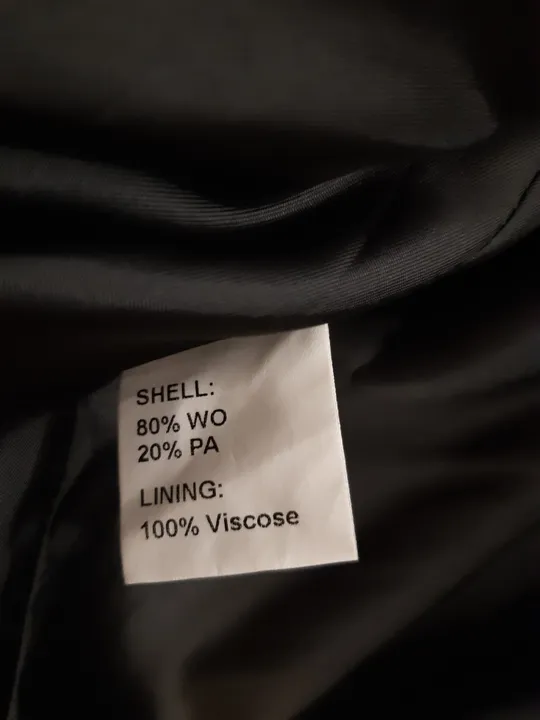 SHELL:
80% WO
20% PA
LINING:
100% Viscose